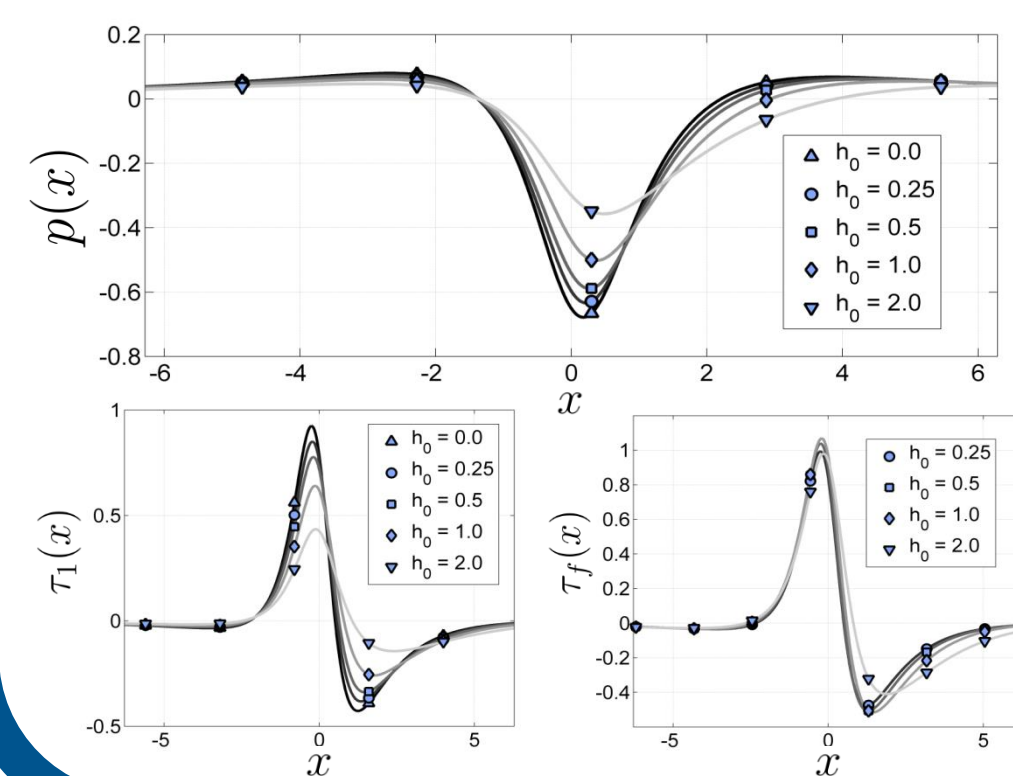 0.2
0
-0.2
-0.4
-0.6
-0.8
p(x)
h0 = 0.0
h0 = 0.25
h0 = 0.5
h0 = 1.0
h0 = 2.0
-6 -4 -2 0 2 4 6
x
1
0.5
0
-0.5
τ1(x)
h0 = 0.0
h0 = 0.25
h0 = 0.5
h0 = 1.0
h0 = 2.0
-5 0 5
x
1
0.8
0.6
0.4
0.2
0
-0.2
-0.4
τf(x)
h0 = 0.25
h0 = 0.5
h0 = 1.0
h0 = 2.0
-5 0 5
x